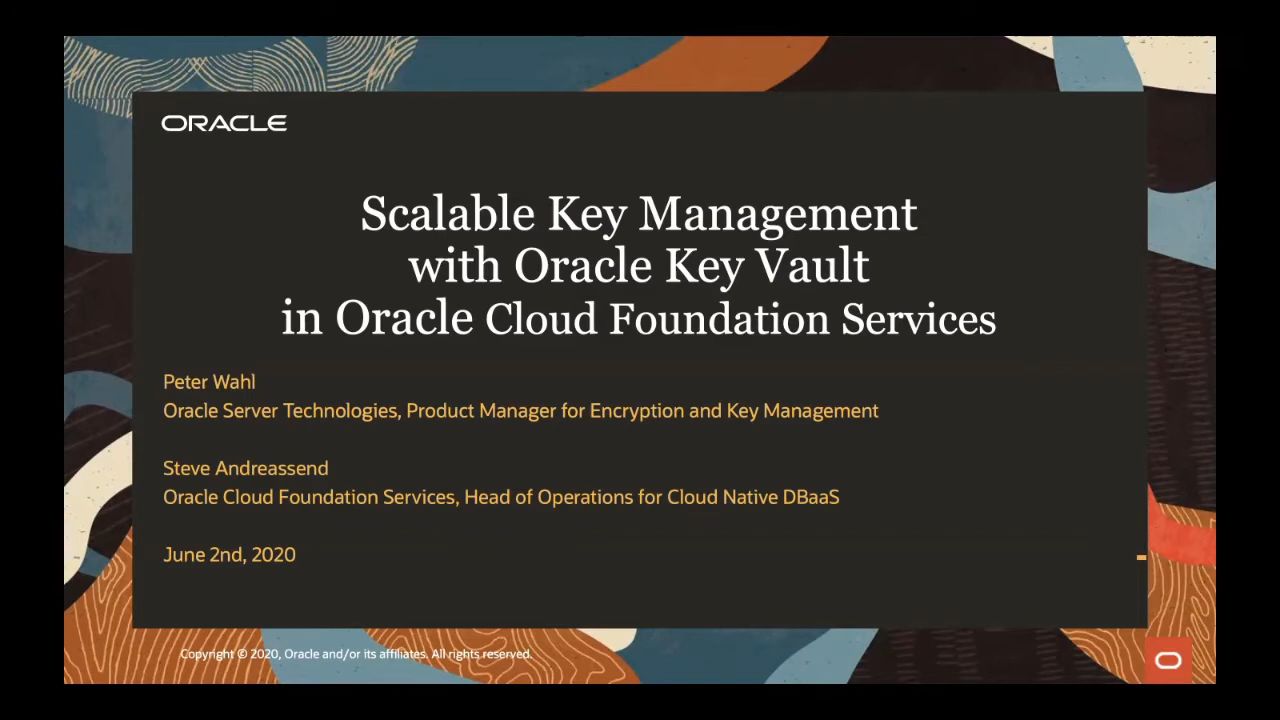 ORACLE
Scalable Key Management
with Oracle Key Vault
in Oracle Cloud Foundation Services
Peter Wahl
Oracle Server Technologies, Product Manager for Encryption and Key Management
Steve Andreassend
Oracle Cloud Foundation Services, Head of Operations for Cloud Native DBaaS
June 2nd, 2020
Copyright © 2020, Oracle and/or its affiliates. All rights reserved.